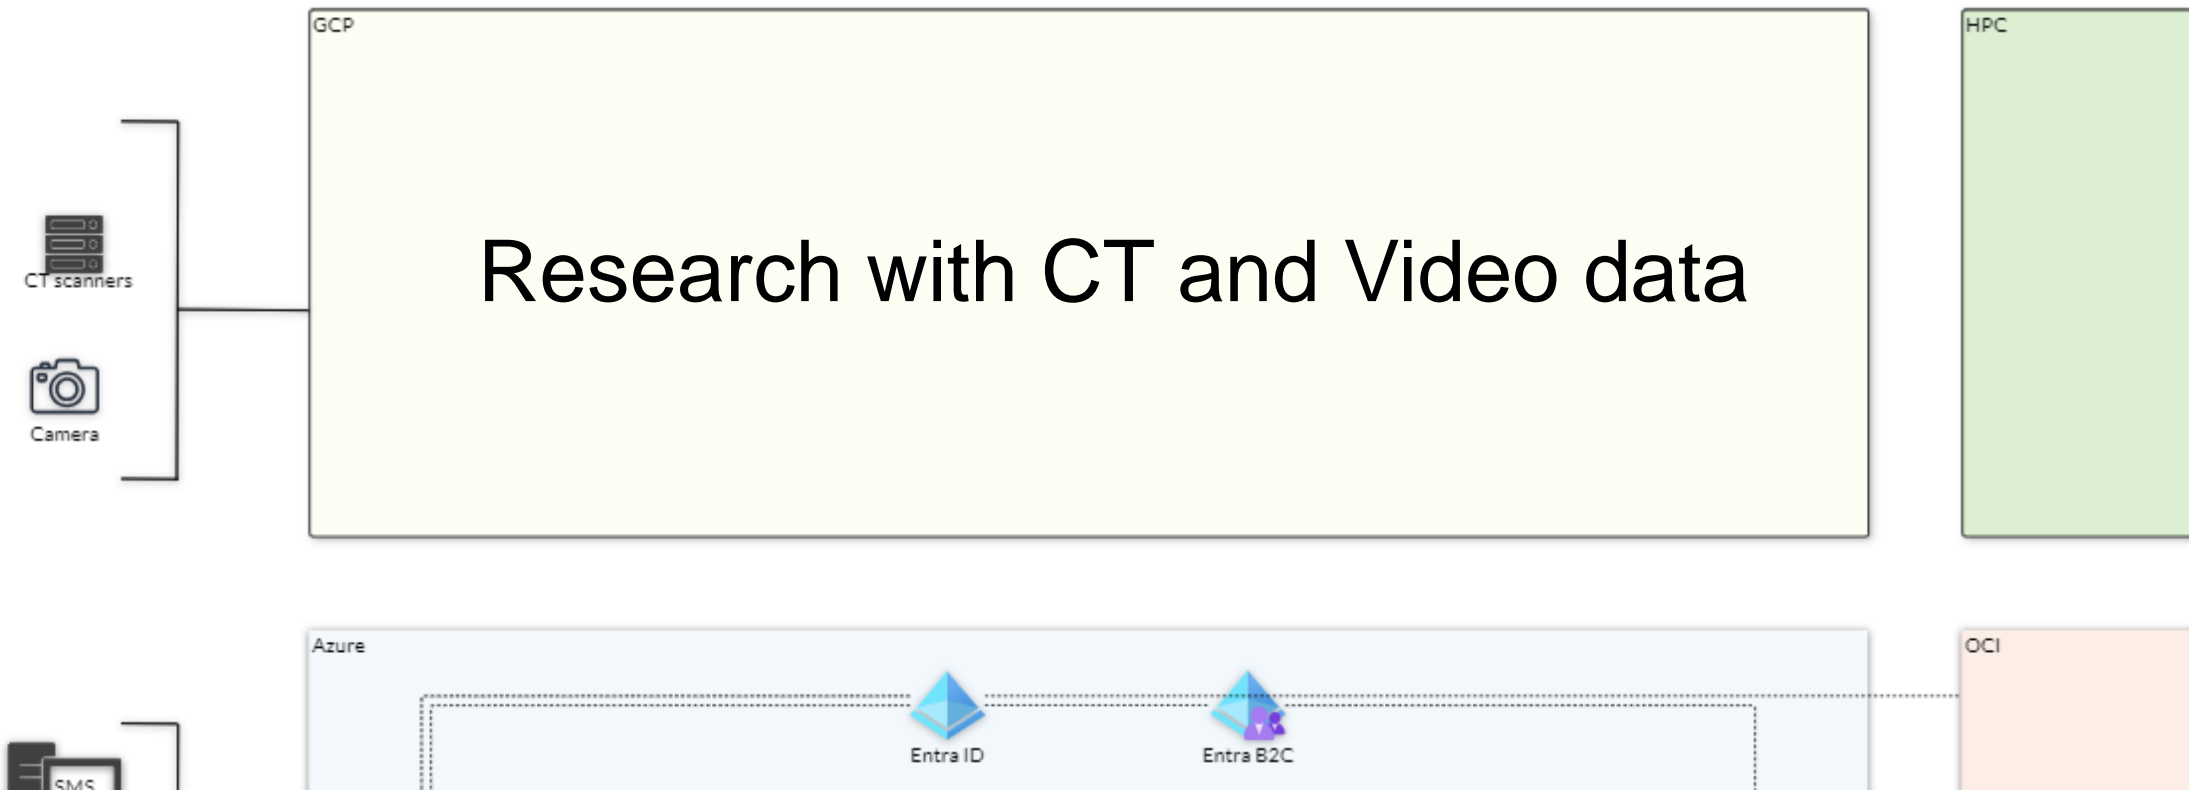 GCP
HPC
CT scanners
Research with CT and Video data
Camera
Azure
OCI
Entra ID
Entra B2C
SMS